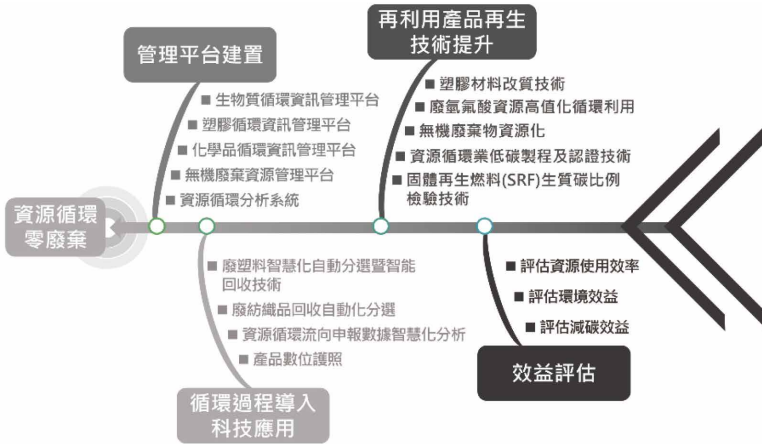 管理平台建置
■ 生物質循環資訊管理平台
■ 塑膠循環資訊管理平台
■ 化學品循環資訊管理平台
■ 無機廢棄資源管理平台
■ 資源循環分析系統
再利用產品再生
技術提升
■ 塑膠材料改質技術
■ 廢氫氟酸資源高值化循環利用
■ 無機廢棄物資源化
■ 資源循環業低碳製程及認證技術
■ 固體再生燃料(SRF)生質碳比例
檢驗技術
資源循環
零廢棄
■ 廢塑料智慧化自動分選暨智能
回收技術
■ 廢紡織品回收自動化分選
■ 資源循環流向申報數據智慧化分析
■ 產品數位護照
循環過程導入
科技應用
■ 評估資源使用效率
■ 評估環境效益
■ 評估減碳效益
效益評估